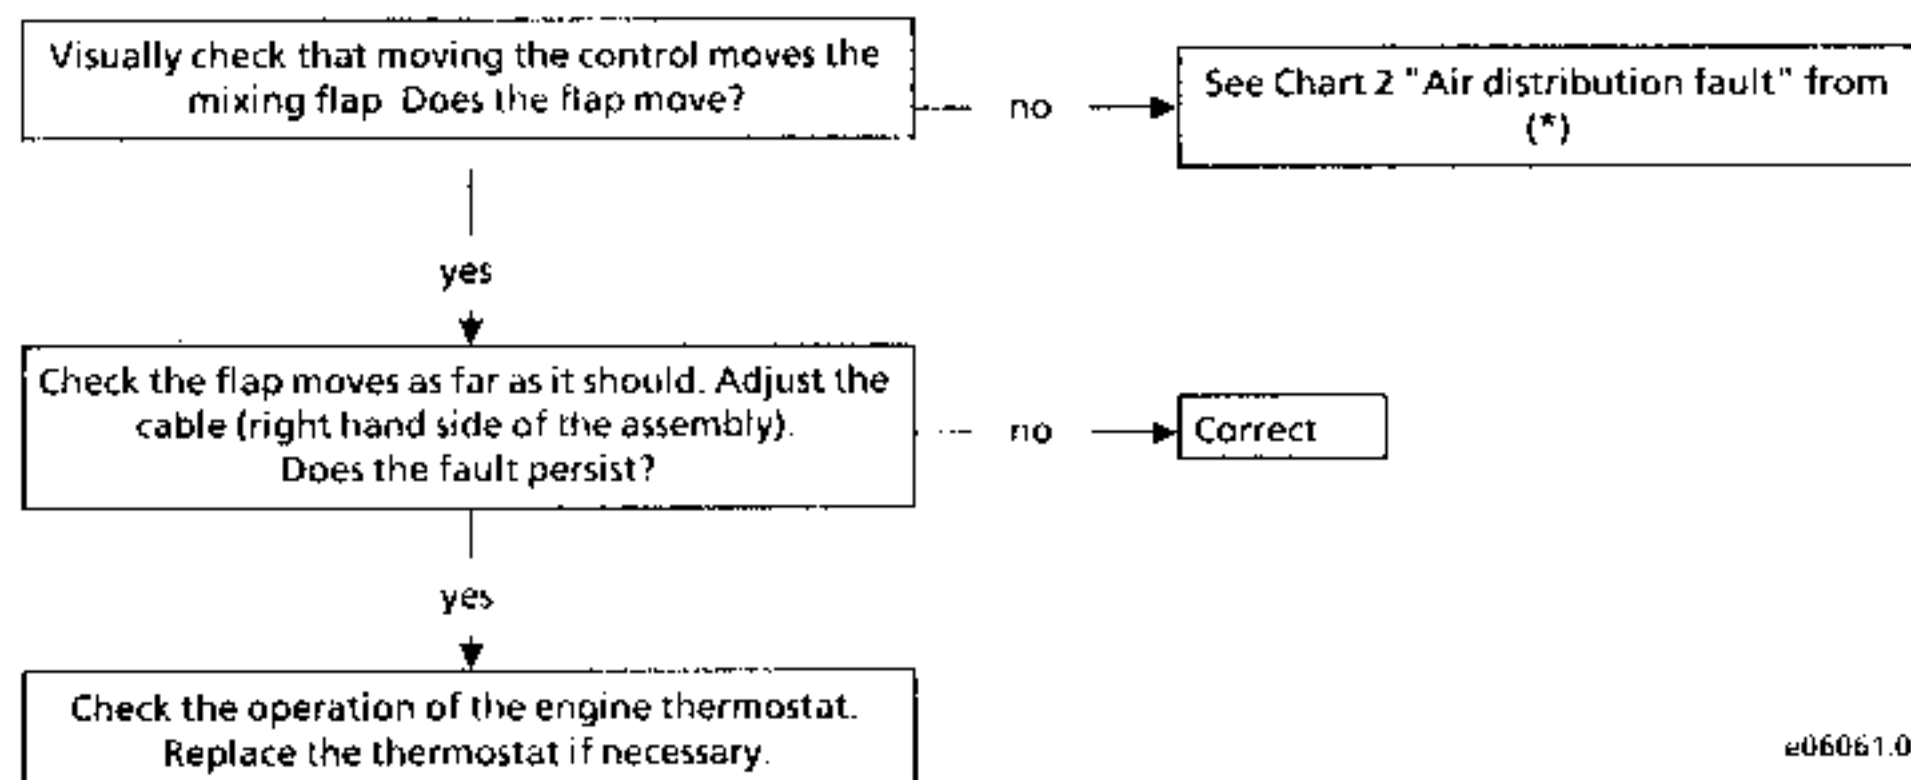 Visually check that moving the control moves the
mixing flap Does the flap move?
no
See Chart 2 "Air distribution fault" from
(*)
yes
Check the flap moves as far as it should. Adjust the
cable (right hand side of the assembly).
Does the fault persist?
no
Correct
yes
Check the operation of the engine thermostat.
Replace the thermostat if necessary.
e06061.0